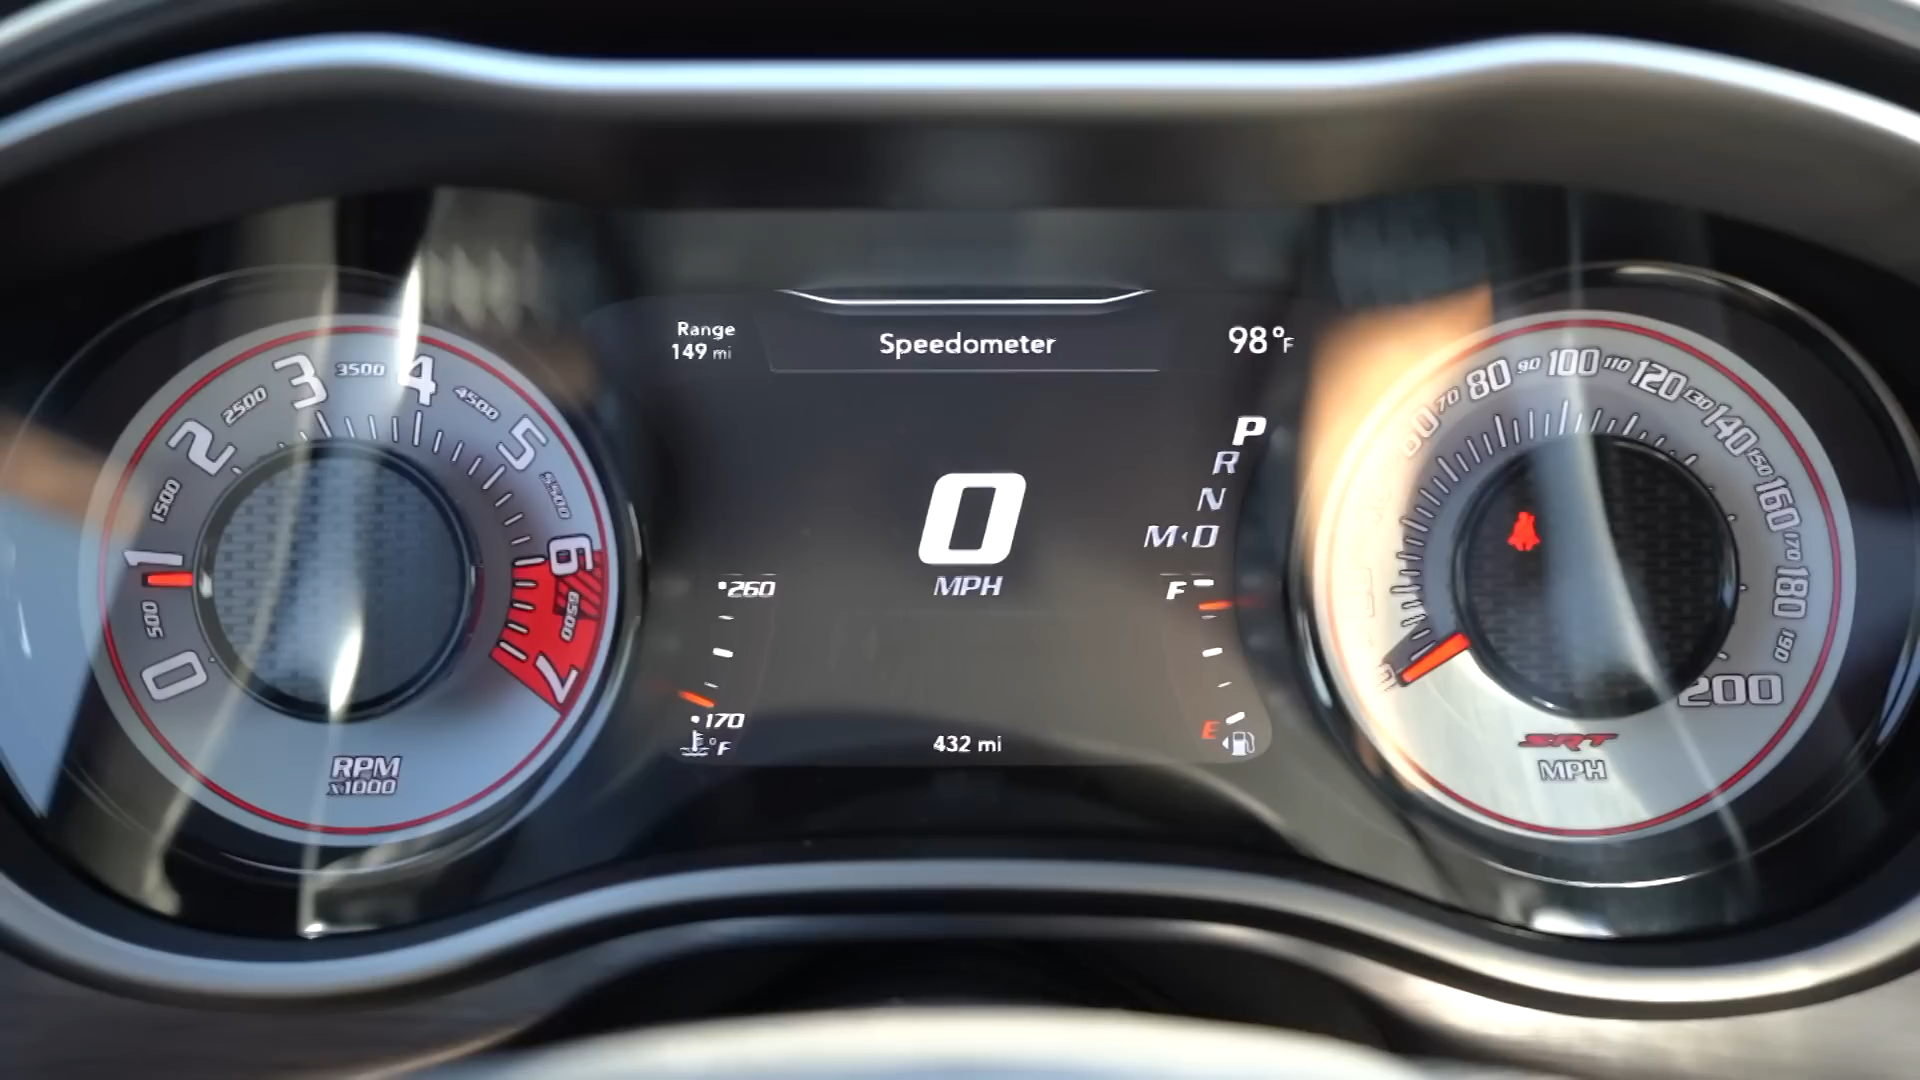 Range
149 mi
Speedometer
98°F
0
500
1
1500
2
2500
3
3500
4
4500
5
5500
6
6500
7
RPM
x1000
•260
•170
°F
0
MPH
432 mi
P
R
N
M‹D
F
E
70
80
90
100
110
120
130
140
150
160
170
180
190
200
SRT
MPH